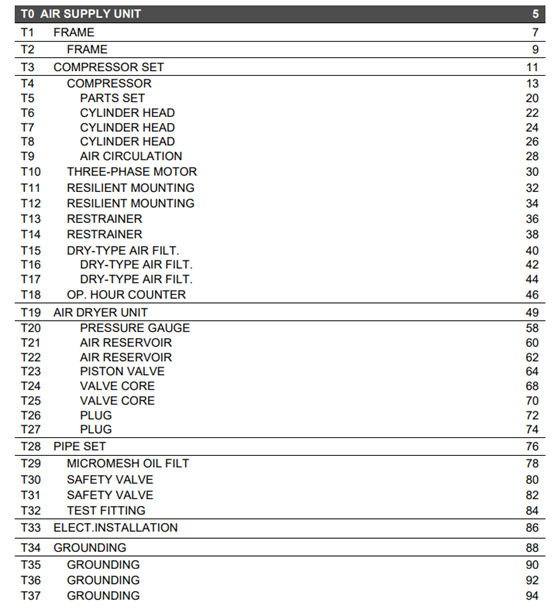 T0 AIR SUPPLY UNIT 5
T1 FRAME 7
T2 FRAME 9
T3 COMPRESSOR SET 11
T4 COMPRESSOR 13
T5 PARTS SET 20
T6 CYLINDER HEAD 22
T7 CYLINDER HEAD 24
T8 CYLINDER HEAD 26
T9 AIR CIRCULATION 28
T10 THREE-PHASE MOTOR 30
T11 RESILIENT MOUNTING 32
T12 RESILIENT MOUNTING 34
T13 RESTRAINER 36
T14 RESTRAINER 38
T15 DRY-TYPE AIR FILT. 40
T16 DRY-TYPE AIR FILT. 42
T17 DRY-TYPE AIR FILT. 44
T18 OP. HOUR COUNTER 46
T19 AIR DRYER UNIT 49
T20 PRESSURE GAUGE 58
T21 AIR RESERVOIR 60
T22 AIR RESERVOIR 62
T23 PISTON VALVE 64
T24 VALVE CORE 68
T25 VALVE CORE 70
T26 PLUG 72
T27 PLUG 74
T28 PIPE SET 76
T29 MICROMESH OIL FILT 78
T30 SAFETY VALVE 80
T31 SAFETY VALVE 82
T32 TEST FITTING 84
T33 ELECT.INSTALLATION 86
T34 GROUNDING 88
T35 GROUNDING 90
T36 GROUNDING 92
T37 GROUNDING 94